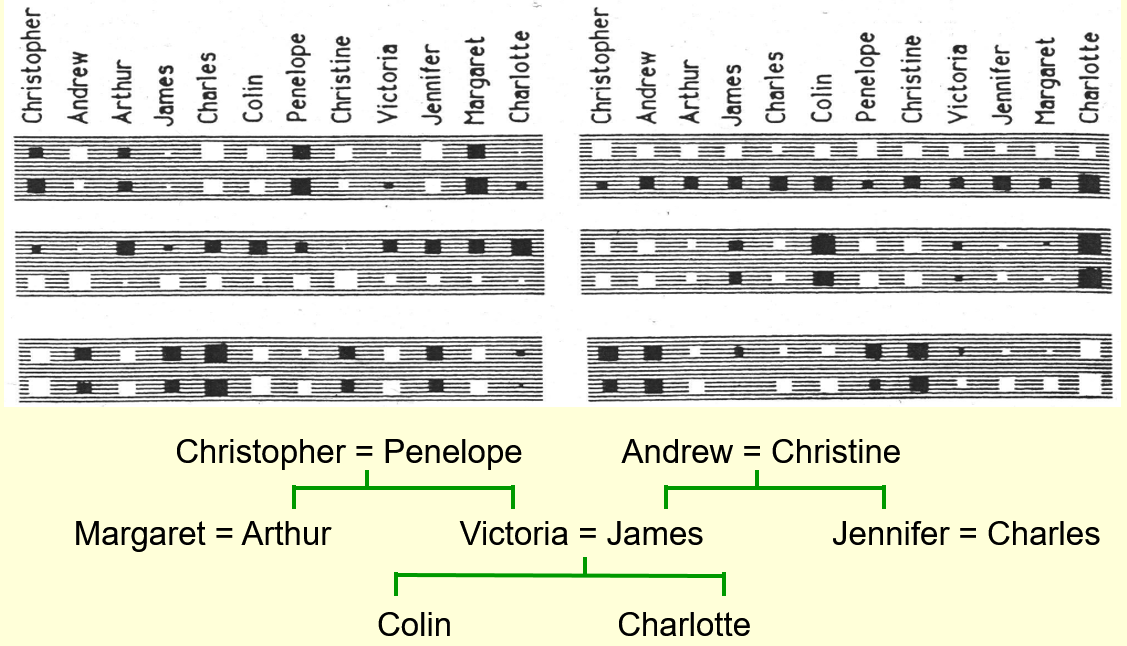 Christopher Andrew Arthur James Charles Colin Penelope Christine Victoria Jennifer Margaret Charlotte
Christopher Andrew Arthur James Charles Colin Penelope Christine Victoria Jennifer Margaret Charlotte
Christopher = Penelope
Andrew = Christine
Margaret = Arthur
Victoria = James
Jennifer = Charles
Colin
Charlotte